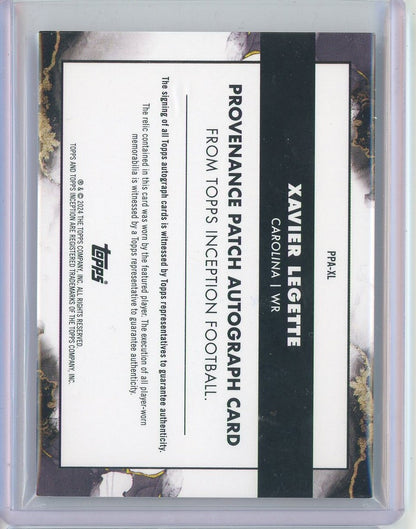 PPA-XL
XAVIER LEGETTE
CAROLINA | WR
PROVENANCE PATCH AUTOGRAPH CARD
FROM TOPPS INCEPTION FOOTBALL.
The signing of all Topps autograph cards is witnessed by Topps representatives to guarantee authenticity.
The relic contained in this card was worn by the featured player. The execution of all player-worn
memorabilia is witnessed by a Topps representative to guarantee authenticity.
topps
® & © 2024 THE TOPPS COMPANY, INC. ALL RIGHTS RESERVED.
TOPPS AND TOPPS INCEPTION ARE REGISTERED TRADEMARKS OF THE TOPPS COMPANY, INC.